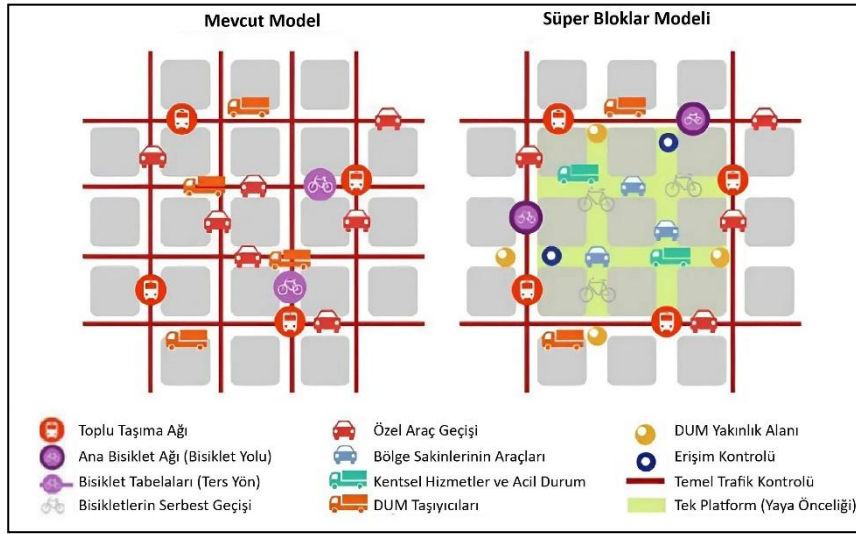 Mevcut Model
Süper Bloklar Modeli
Toplu Taşıma Ağı
Ana Bisiklet Ağı (Bisiklet Yolu)
Bisiklet Tabelaları (Ters Yön)
Bisikletlerin Serbest Geçişi
Özel Araç Geçişi
Bölge Sakinlerinin Araçları
Kentsel Hizmetler ve Acil Durum
DUM Taşıyıcıları
DUM Yakınlık Alanı
Erişim Kontrolü
Temel Trafik Kontrolü
Tek Platform (Yaya Önceliği)